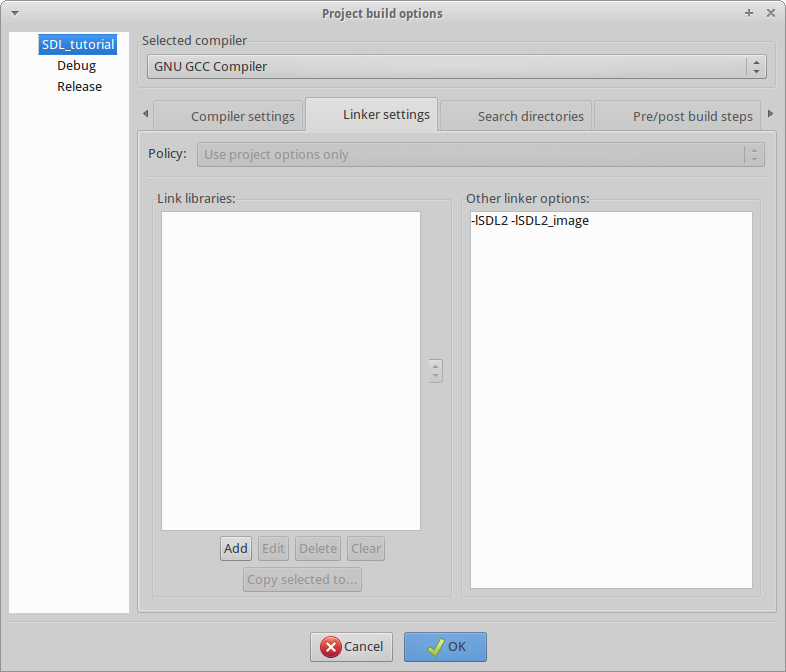 Project build options
SDL_tutorial
Debug
Release
Selected compiler
GNU GCC Compiler
Compiler settings
Linker settings
Search directories
Pre/post build steps
Policy:
Use project options only
Link libraries:
Other linker options:
-lSDL2 -lSDL2_image
Add
Edit
Delete
Clear
Copy selected to...
Cancel
OK